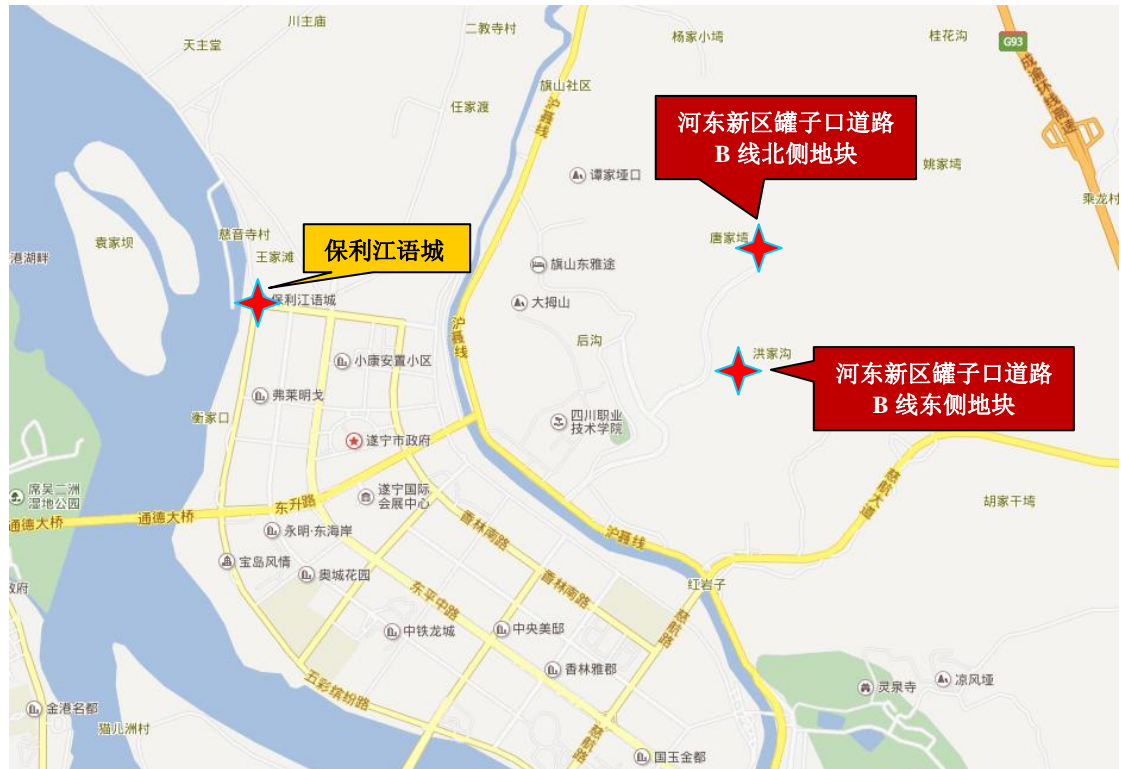 川主庙
二教寺村
天主堂
杨家小塆
桂花沟
G93
成渝环线高速
旗山社区
沪聂线
任家渡
河东新区罐子口道路
B 线北侧地块
谭家垭口
姚家塆
乘龙村
袁家坝
慈音寺村
王家滩
港湖畔
保利江语城
唐家塆
旗山东雅途
保利江语城
大拇山
沪聂线
后沟
洪家沟
小康安置小区
河东新区罐子口道路
B 线东侧地块
弗莱明戈
衡家口
四川职业
技术学院
遂宁市政府
席吴二洲
湿地公园
遂宁国际
会展中心
东升路
慈航大道
胡家干塆
通德大桥
通德大桥
永明·东海岸
香林南路
沪聂线
宝岛风情
奥城花园
红岩子
政府
东平中路
香林南路
中铁龙城
中央美邸
慈航路
香林雅郡
五彩缤纷路
灵泉寺
凉风垭
金港名都
猫儿洲村
慈航路
国玉金都